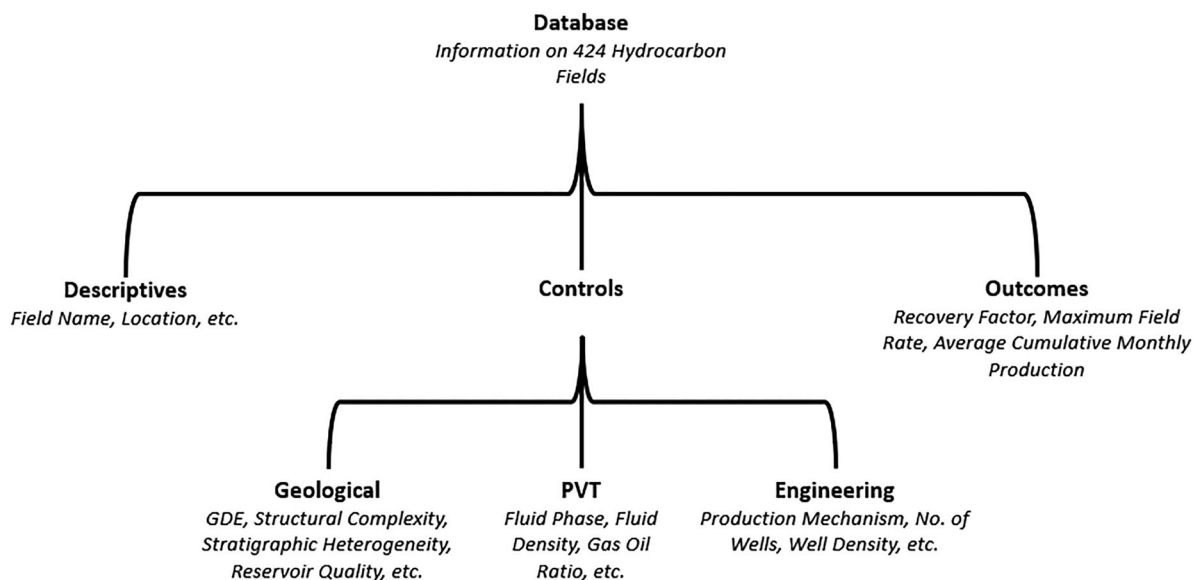 Database
Information on 424 Hydrocarbon
Fields
Descriptives
Field Name, Location, etc.
Controls
Outcomes
Recovery Factor, Maximum Field
Rate, Average Cumulative Monthly
Production
Geological
GDE, Structural Complexity,
Stratigraphic Heterogeneity,
Reservoir Quality, etc.
PVT
Fluid Phase, Fluid
Density, Gas Oil
Ratio, etc.
Engineering
Production Mechanism, No. of
Wells, Well Density, etc.